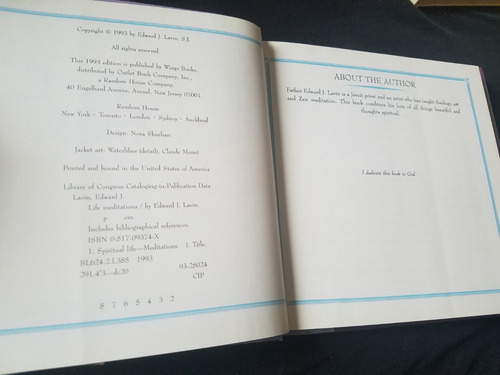 Copyright © 1993 by Edward J. Lavin, S.J.
All rights reserved.
This 1993 edition is published by Wings Books,
distributed by Outlet Book Company, Inc.,
a Random House Company,
40 Engelhard Avenue, Avenel, New Jersey 07001
Random House
New York • Toronto • London • Sydney • Auckland
Design: Nora Sheehan
Jacket art: Waterlilies (detail), Claude Monet
Printed and bound in the United States of America
Library of Congress Cataloging-in-Publication Data
Lavin, Edward J.
Life meditations / by Edward J. Lavin.
p. cm.
Includes bibliographical references.
ISBN 0-517-09374-X
1. Spiritual life—Meditations. I. Title.
BL624.2.L385 1993
291.4'3—dc20 93-25024
CIP
8 7 6 5 4 3 2
ABOUT THE AUTHOR
Father Edward J. Lavin is a Jesuit priest and an artist who has taught theology, art
and Zen meditation. This book combines his love of all things beautiful and
thoughts spiritual.
I dedicate this book to God.